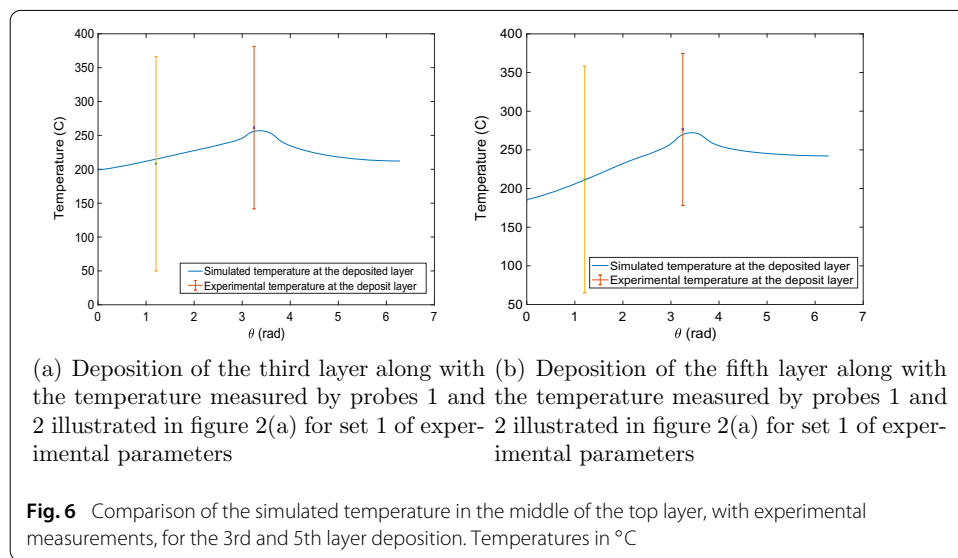 400
350
300
250
200
150
100
50
0
Temperature (C)
Simulated temperature at the deposited layer
Experimental temperature at the deposit layer
0 1 2 3 4 5 6 7
θ (rad)
400
350
300
250
200
150
100
50
Temperature (C)
Simulated temperature at the deposited layer
Experimental temperature at the deposit layer
0 1 2 3 4 5 6 7
θ (rad)
(a) Deposition of the third layer along with
the temperature measured by probes 1 and
2 illustrated in figure 2(a) for set 1 of exper-
imental parameters
(b) Deposition of the fifth layer along with
the temperature measured by probes 1 and
2 illustrated in figure 2(a) for set 1 of exper-
imental parameters
Fig. 6 Comparison of the simulated temperature in the middle of the top layer, with experimental
measurements, for the 3rd and 5th layer deposition. Temperatures in °C